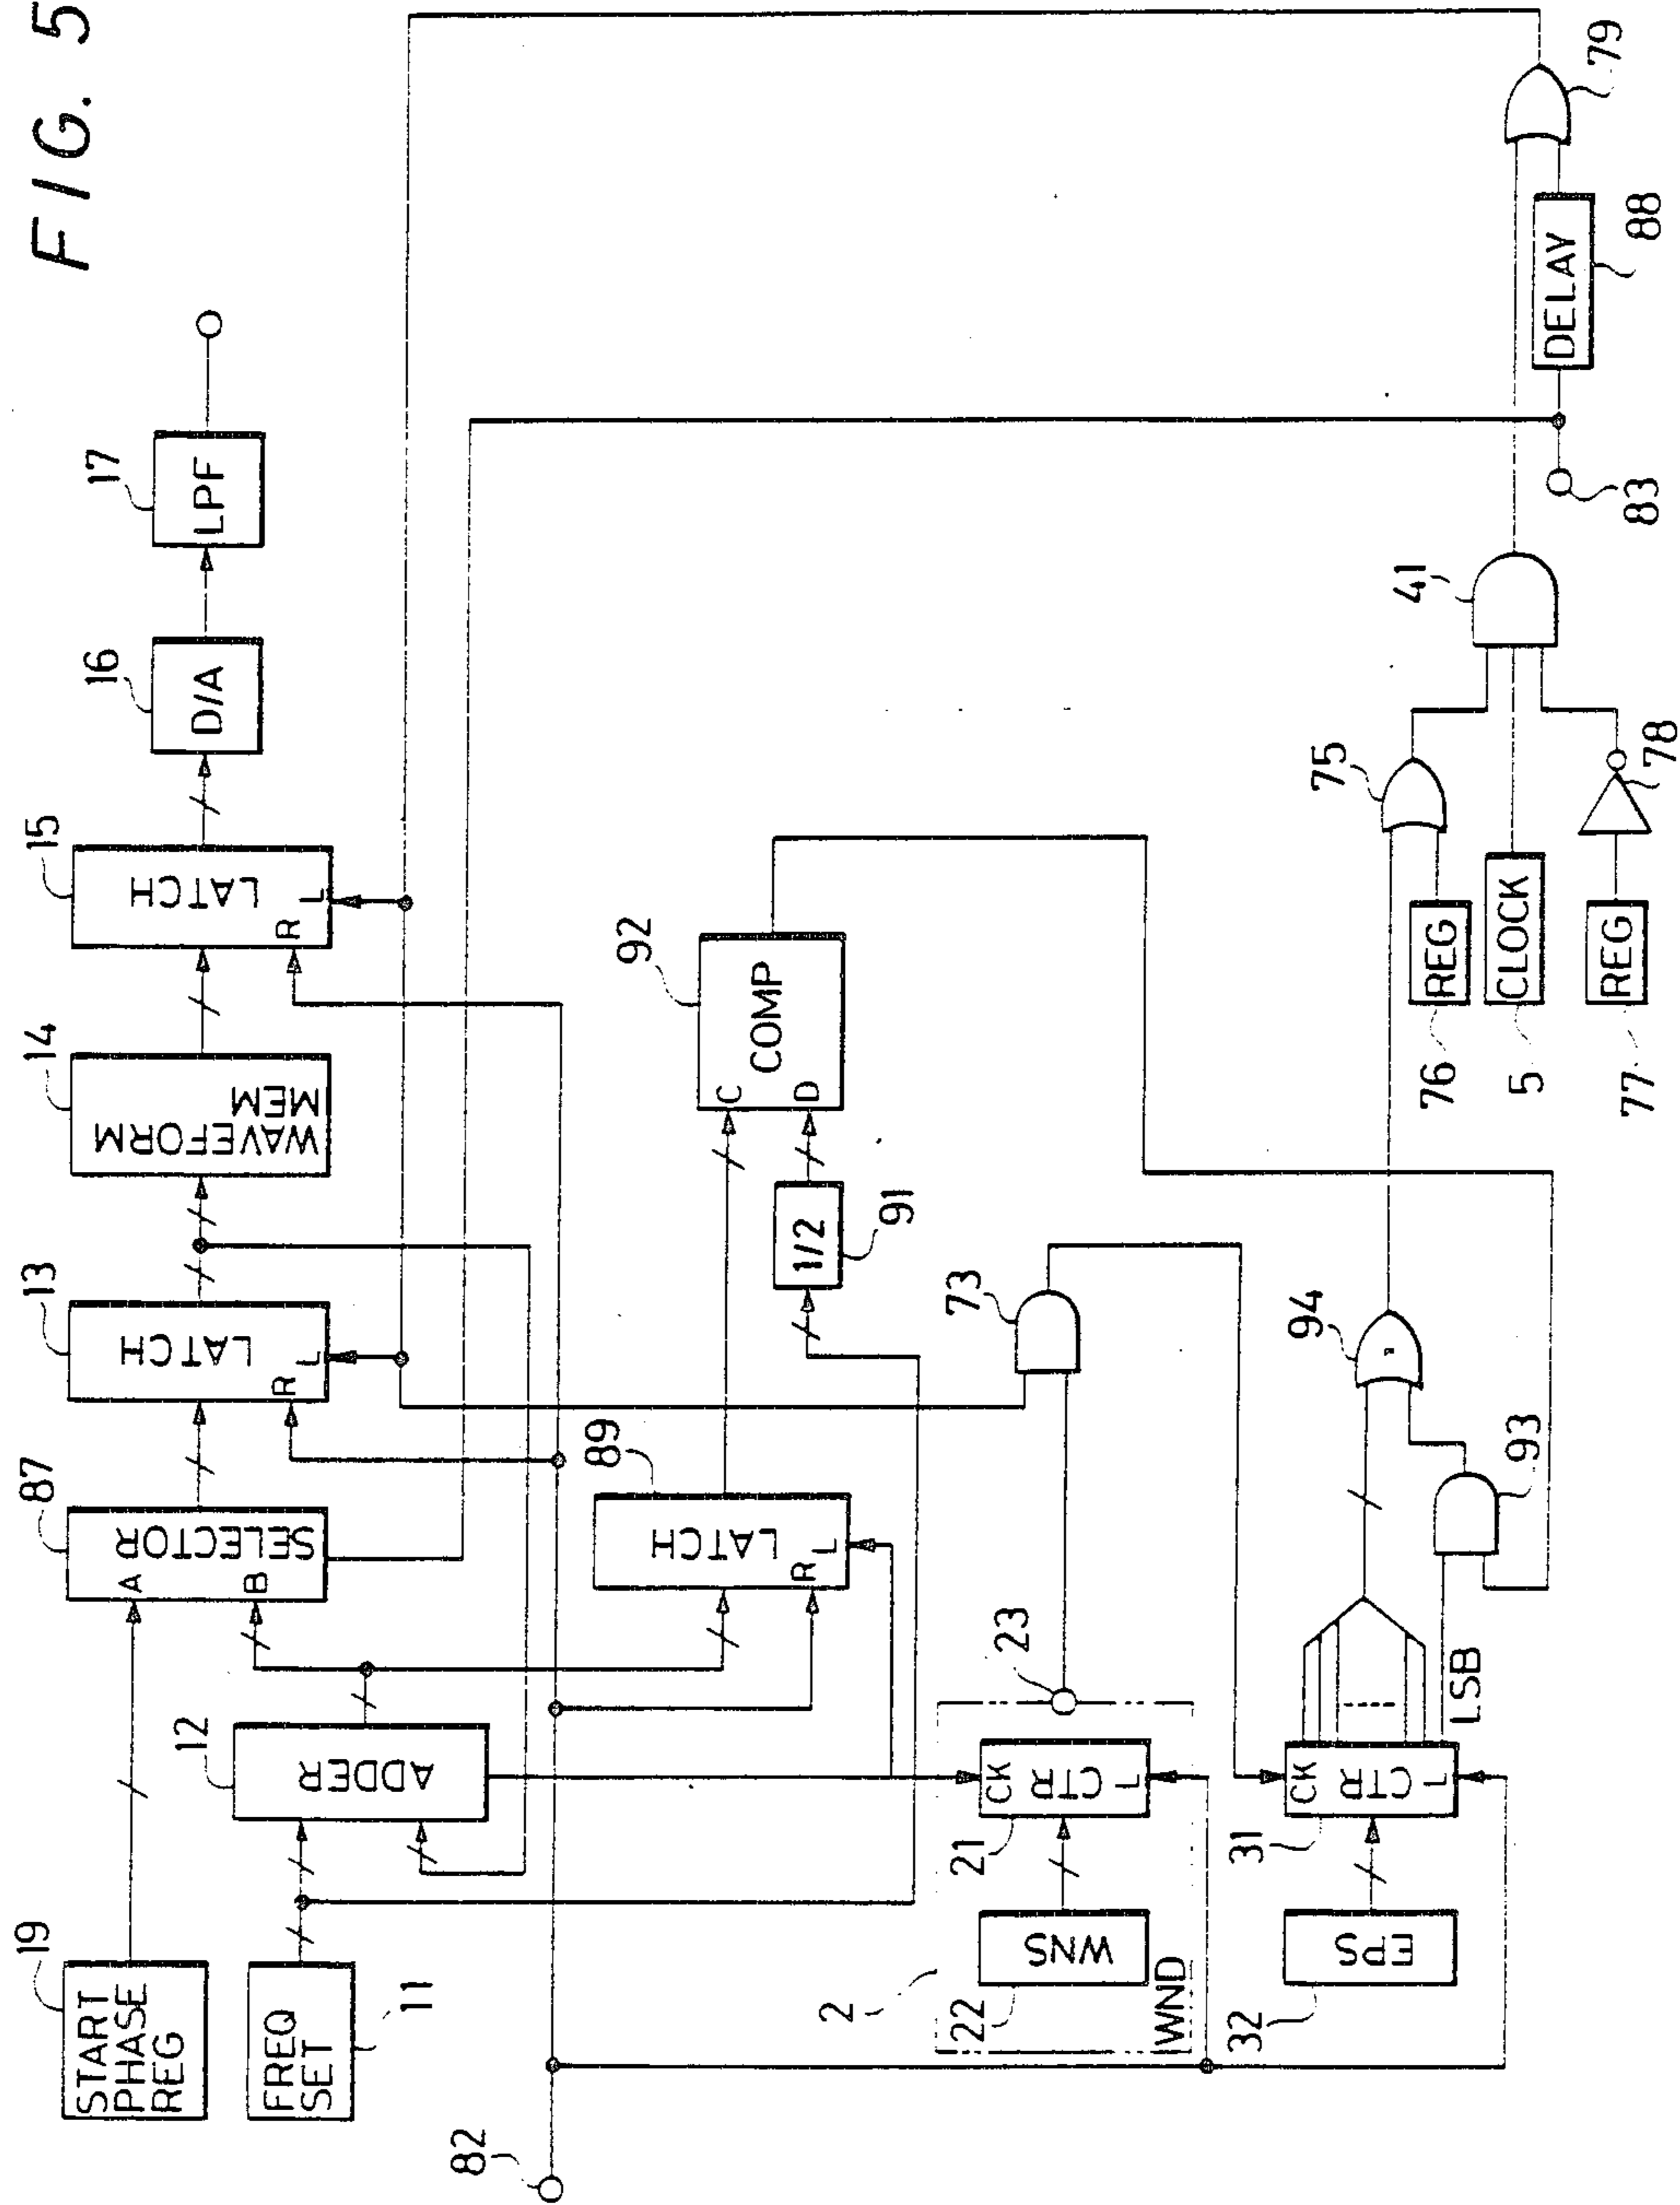 FIG. 5
19
START
PHASE
REG
FREQ
SET
11
12
ADDER
87
SELECTOR
A
B
13
LATCH
R
L
14
WAVEFORM
MEM
15
LATCH
R
L
16
D/A
17
LPF
89
LATCH
R
L
92
COMP
C
D
1/2
91
82
2
WND
22
WNS
21
CK
CTR
L
23
73
32
EPS
31
CK
CTR
L
LSB
93
94
75
REG
76
CLOCK
5
REG
77
78
41
83
DELAY
88
79